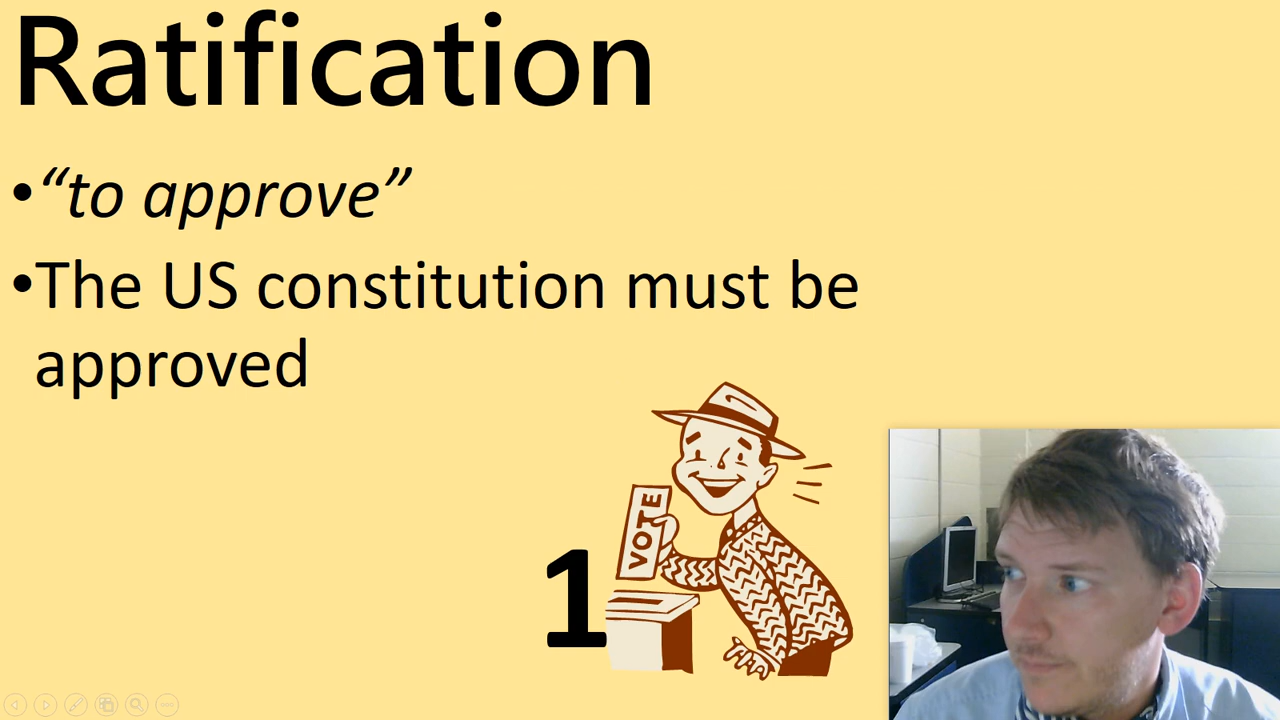 Ratification
•“to approve”
•The US constitution must be
approved
VOTE
1